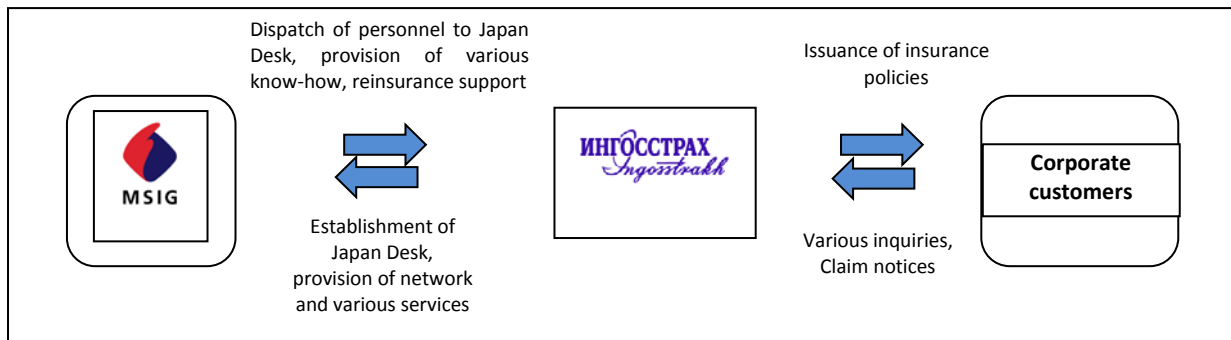 Dispatch of personnel to Japan
Desk, provision of various
know-how, reinsurance support
Issuance of insurance
policies
MSIG
ИНГОССТРАХ
Ingosstrakh
Corporate
customers
Establishment of
Japan Desk,
provision of network
and various services
Various inquiries,
Claim notices